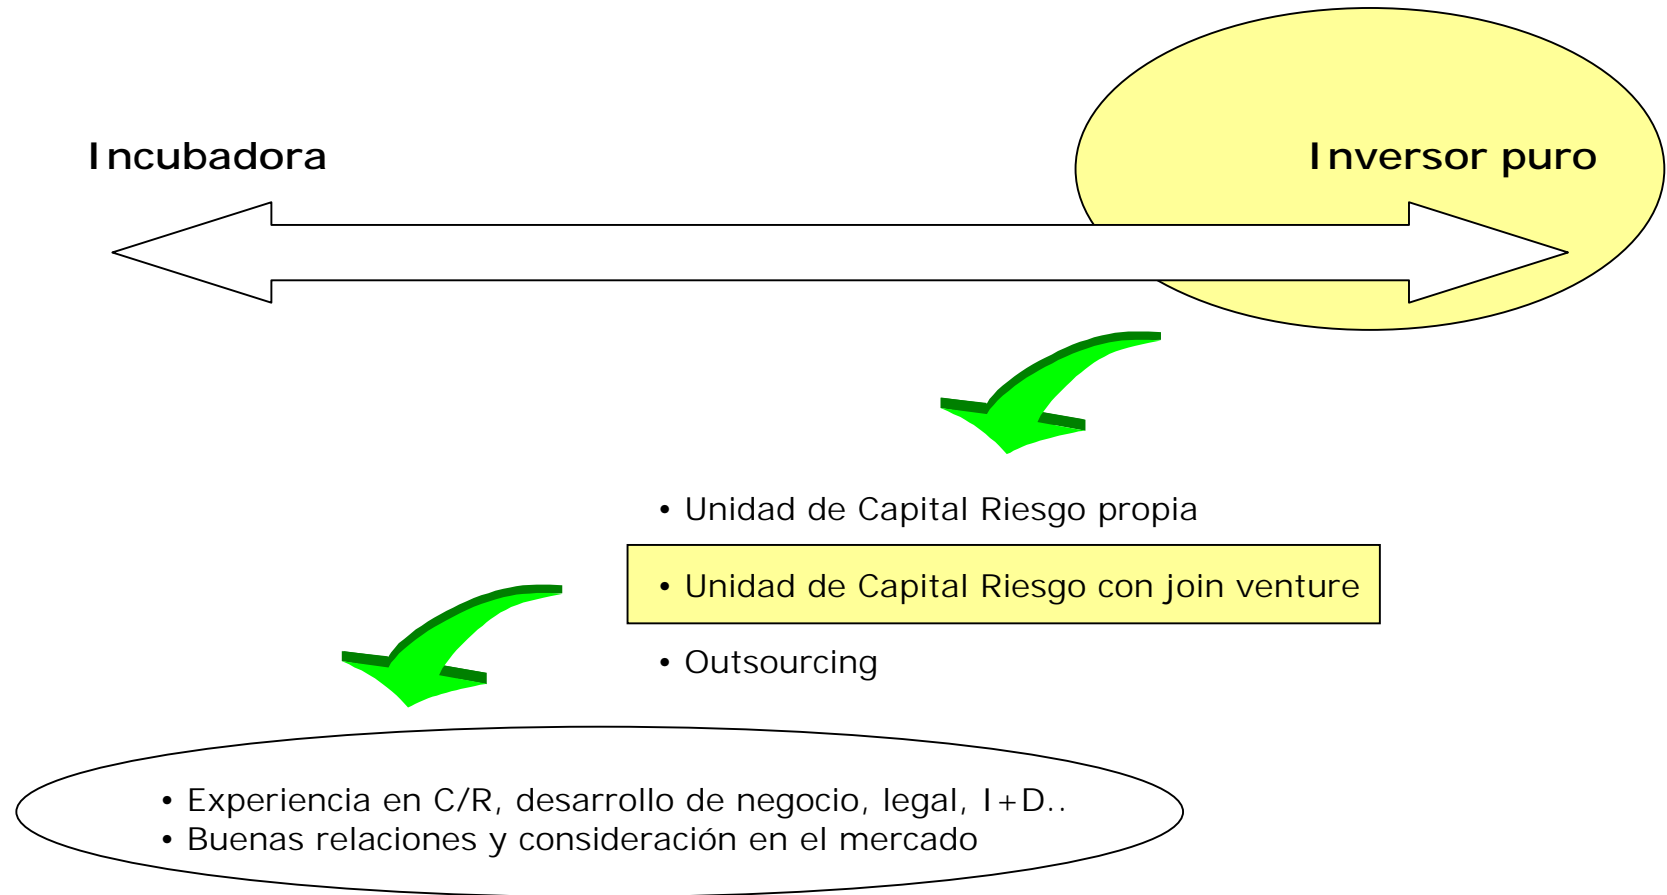 Incubadora
Inversor puro
• Unidad de Capital Riesgo propia
• Unidad de Capital Riesgo con join venture
• Outsourcing
• Experiencia en C/R, desarrollo de negocio, legal, I+D..
• Buenas relaciones y consideración en el mercado